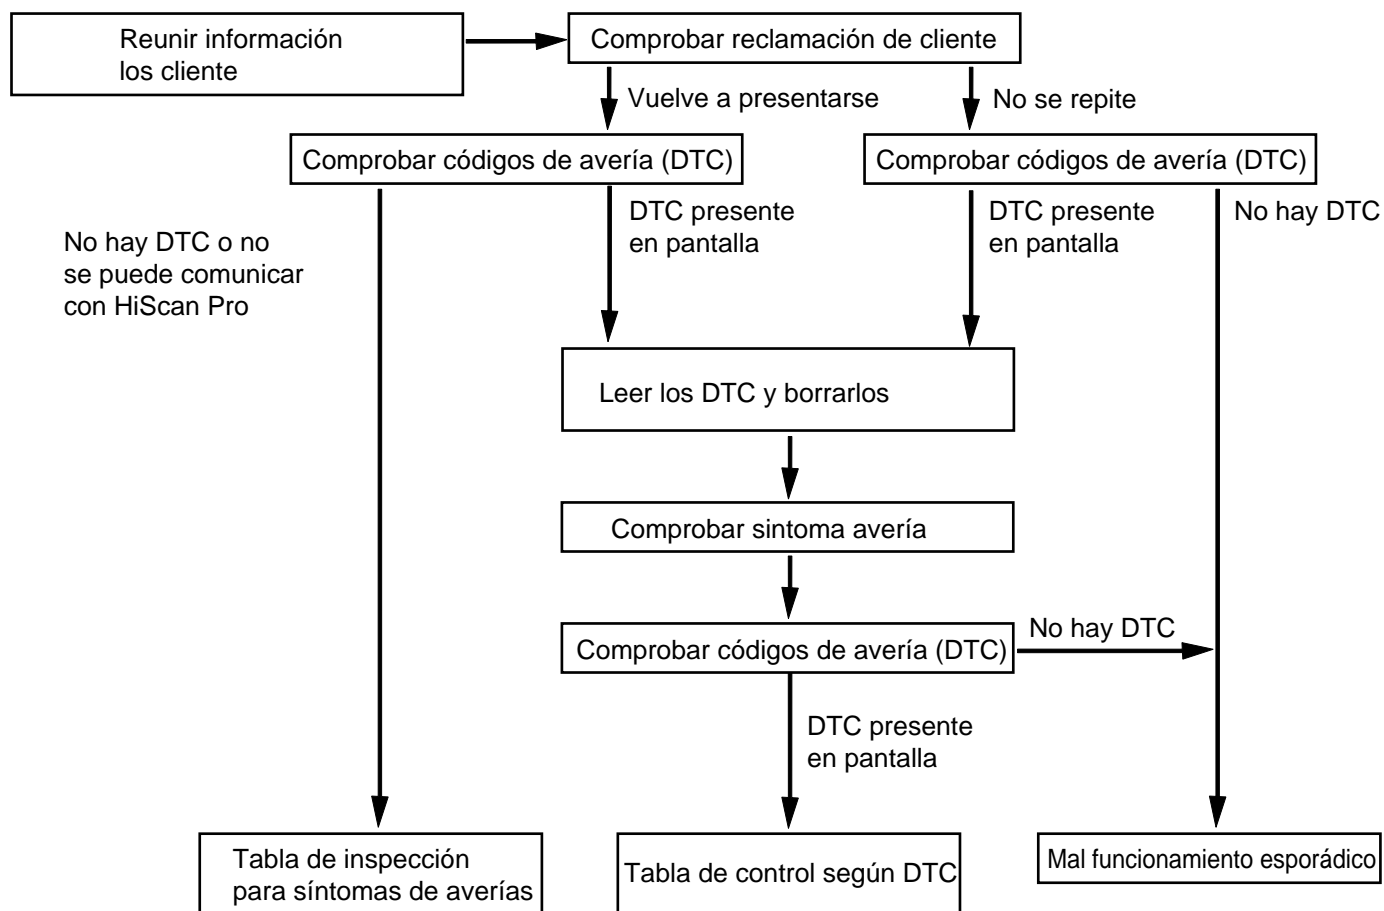 Reunir información
los cliente
Comprobar reclamación de cliente
Vuelve a presentarse
No se repite
Comprobar códigos de avería (DTC)
Comprobar códigos de avería (DTC)
No hay DTC o no
se puede comunicar
con HiScan Pro
DTC presente
en pantalla
DTC presente
en pantalla
No hay DTC
Leer los DTC y borrarlos
Comprobar sintoma avería
Comprobar códigos de avería (DTC)
No hay DTC
DTC presente
en pantalla
Tabla de inspección
para síntomas de averías
Tabla de control según DTC
Mal funcionamiento esporádico